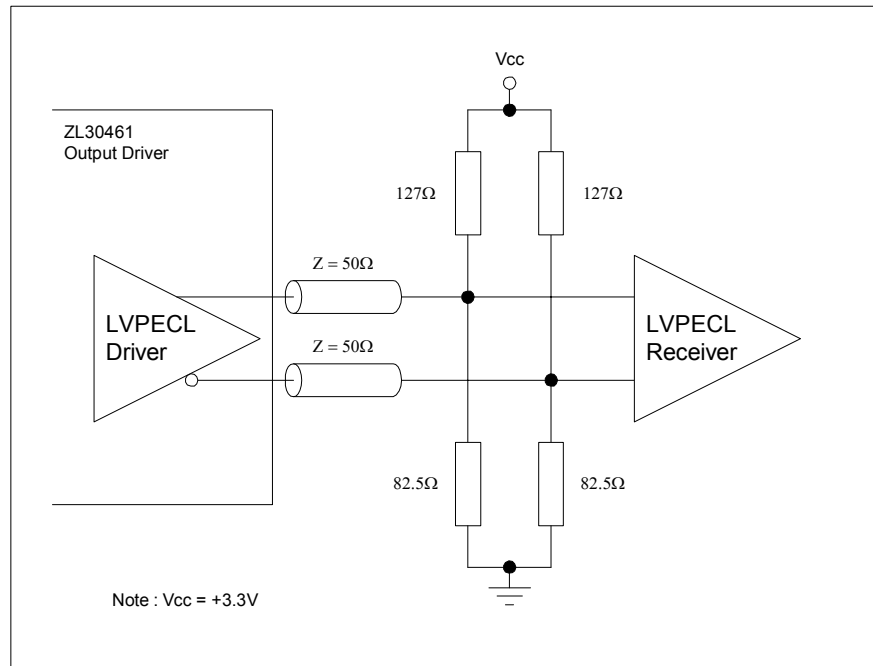 Vcc
ZL30461
Output Driver
127Ω
127Ω
Z = 50Ω
LVPECL
Driver
LVPECL
Receiver
Z = 50Ω
82.5Ω
82.5Ω
Note : Vcc = +3.3V